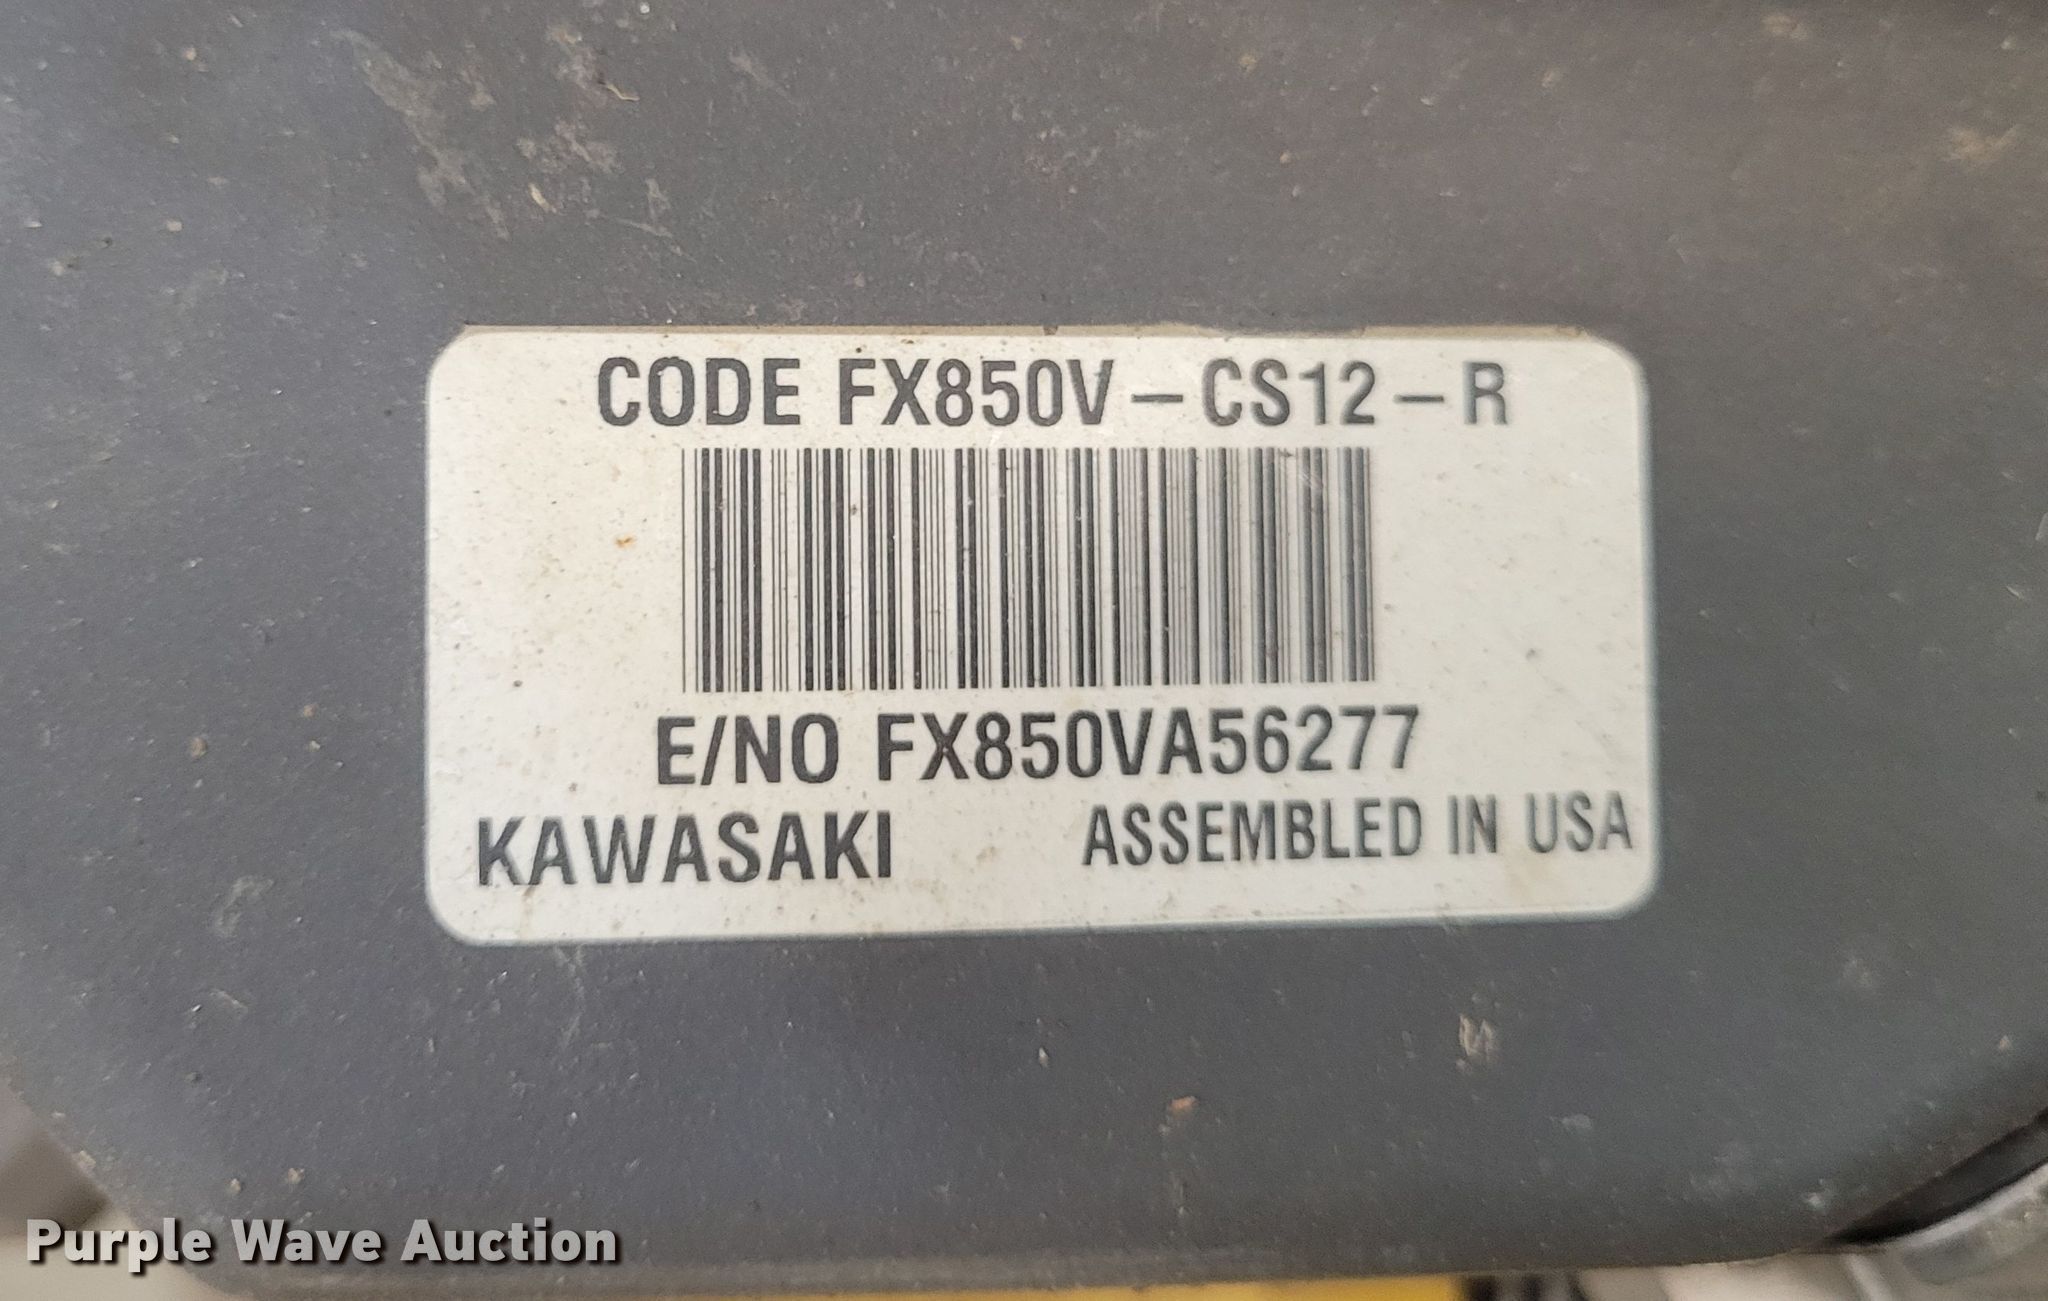 CODE FX850V-CS12-R
E/NO FX850VA56277
KAWASAKI ASSEMBLED IN USA
Purple Wave Auction